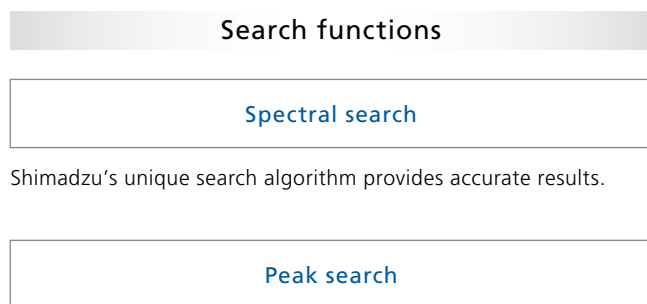 Search functions
Spectral search
Shimadzu’s unique search algorithm provides accurate results.
Peak search